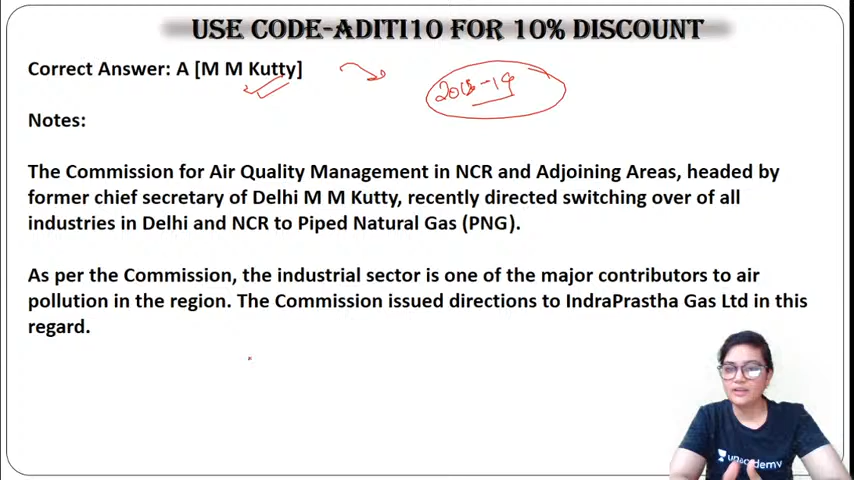 USE CODE-ADITI10 FOR 10% DISCOUNT
Correct Answer: A [M M Kutty]
2018-19
Notes:
The Commission for Air Quality Management in NCR and Adjoining Areas, headed by
former chief secretary of Delhi M M Kutty, recently directed switching over of all
industries in Delhi and NCR to Piped Natural Gas (PNG).
As per the Commission, the industrial sector is one of the major contributors to air
pollution in the region. The Commission issued directions to IndraPrastha Gas Ltd in this
regard.
unacademy